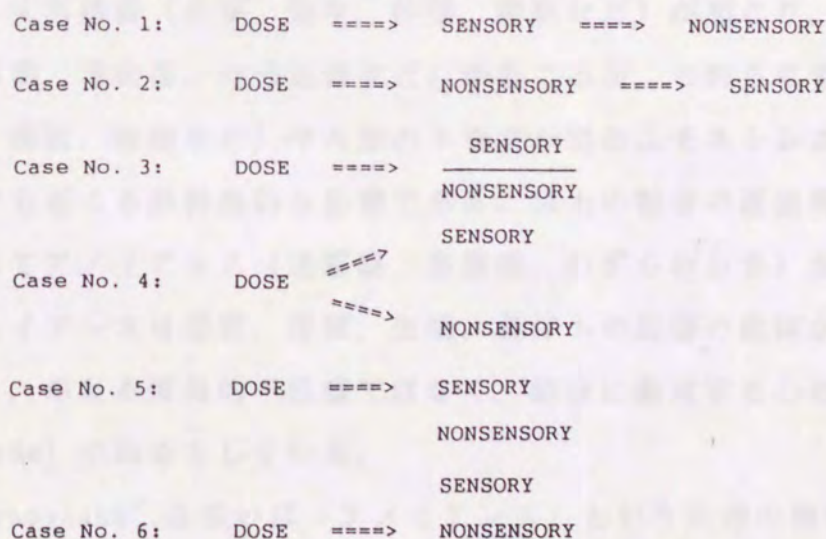 Case No. 1: DOSE ====> SENSORY ====> NONSENSORY
Case No. 2: DOSE ====> NONSENSORY ====> SENSORY
SENSORY
Case No. 3: DOSE ====>
NONSENSORY
SENSORY
Case No. 4: DOSE ====>
====>
NONSENSORY
Case No. 5: DOSE ====> SENSORY
NONSENSORY
SENSORY
Case No. 6: DOSE ====> NONSENSORY